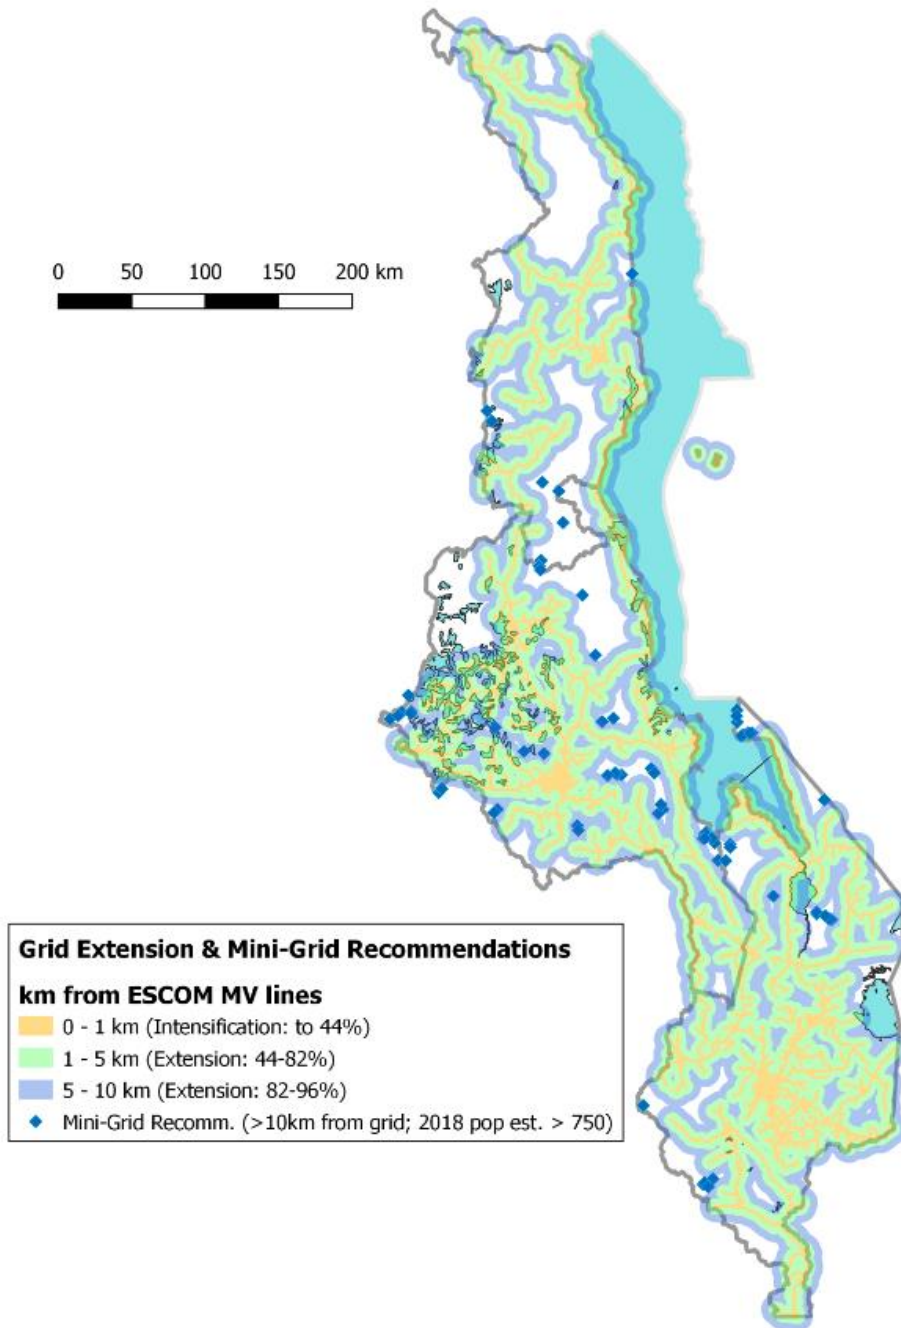 0 50 100 150 200 km
Grid Extension & Mini-Grid Recommendations
km from ESCOM MV lines
0 - 1 km (Intensification: to 44%)
1 - 5 km (Extension: 44-82%)
5 - 10 km (Extension: 82-96%)
Mini-Grid Recomm. (>10km from grid; 2018 pop est. > 750)